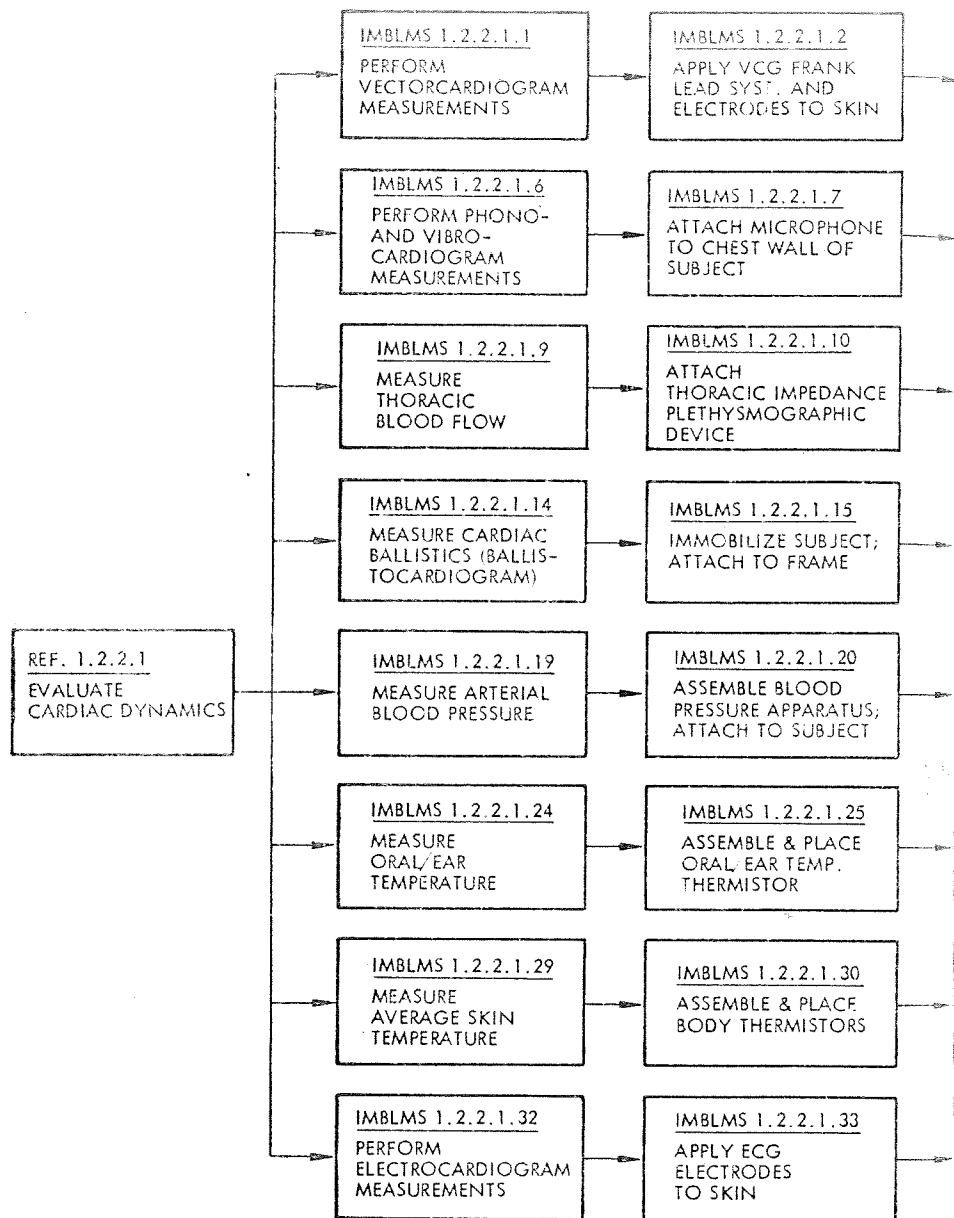 IMBLMS 1.2.2.1.1
PERFORM
VECTORCARDIOGRAM
MEASUREMENTS
IMBLMS 1.2.2.1.2
APPLY VCG FRANK
LEAD SYST. AND
ELECTRODES TO SKIN
IMBLMS 1.2.2.1.6
PERFORM PHONO-
AND VIBRO-
CARDIOGRAM
MEASUREMENTS
IMBLMS 1.2.2.1.7
ATTACH MICROPHONE
TO CHEST WALL OF
SUBJECT
IMBLMS 1.2.2.1.9
MEASURE
THORACIC
BLOOD FLOW
IMBLMS 1.2.2.1.10
ATTACH
THORACIC IMPEDANCE
PLETHYSMOGRAPHIC
DEVICE
IMBLMS 1.2.2.1.14
MEASURE CARDIAC
BALLISTICS (BALLIS-
TOCARDIOGRAM)
IMBLMS 1.2.2.1.15
IMMOBILIZE SUBJECT;
ATTACH TO FRAME
REF. 1.2.2.1
EVALUATE
CARDIAC DYNAMICS
IMBLMS 1.2.2.1.19
MEASURE ARTERIAL
BLOOD PRESSURE
IMBLMS 1.2.2.1.20
ASSEMBLE BLOOD
PRESSURE APPARATUS;
ATTACH TO SUBJECT
IMBLMS 1.2.2.1.24
MEASURE
ORAL/EAR
TEMPERATURE
IMBLMS 1.2.2.1.25
ASSEMBLE & PLACE
ORAL/EAR TEMP.
THERMISTOR
IMBLMS 1.2.2.1.29
MEASURE
AVERAGE SKIN
TEMPERATURE
IMBLMS 1.2.2.1.30
ASSEMBLE & PLACE
BODY THERMISTORS
IMBLMS 1.2.2.1.32
PERFORM
ELECTROCARDIOGRAM
MEASUREMENTS
IMBLMS 1.2.2.1.33
APPLY ECG
ELECTRODES
TO SKIN